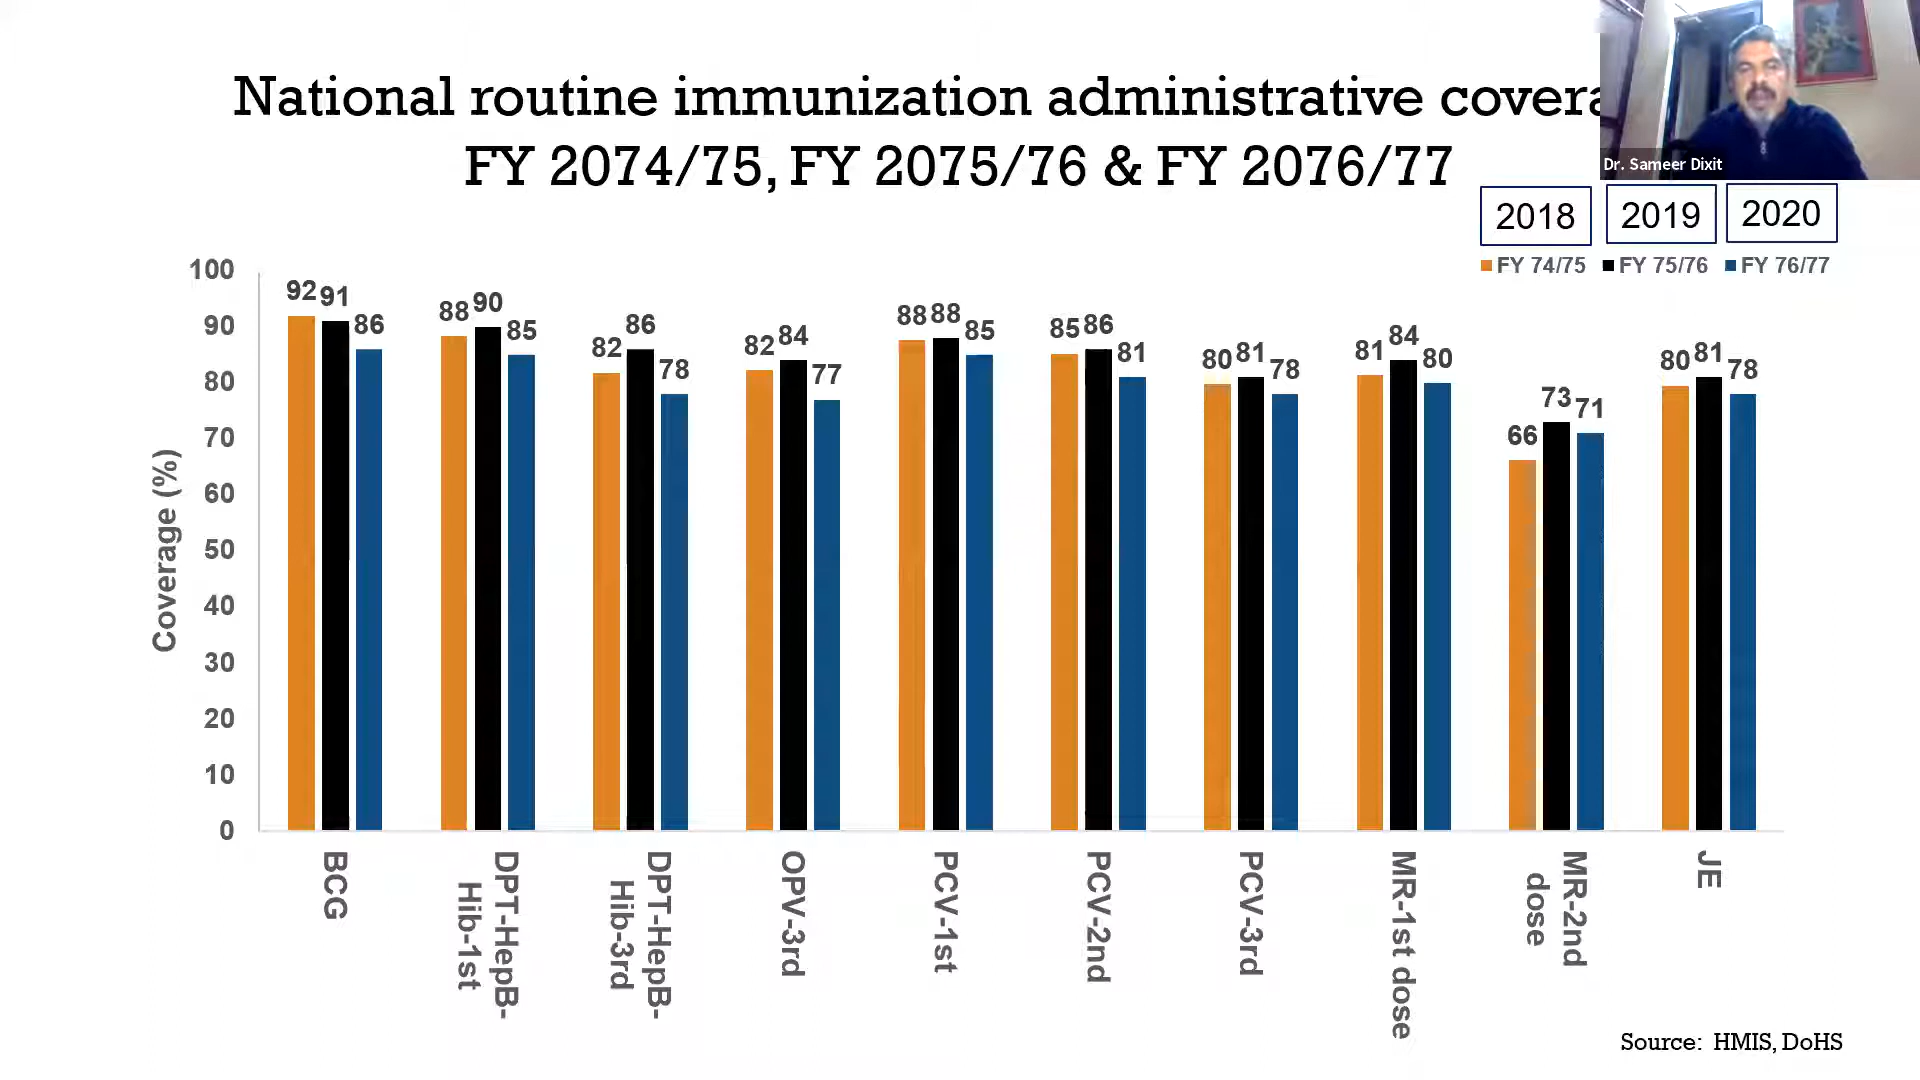 National routine immunization administrative covera
FY 2074/75, FY 2075/76 & FY 2076/77
Dr. Sameer Dixit
2018 2019 2020
FY 74/75 FY 75/76 FY 76/77
Coverage (%)
100
90
80
70
60
50
40
30
20
10
0
92 91 86
88 90 85
82 86 78
82 84 77
88 88 85
85 86 81
80 81 78
81 84 80
66 73 71
80 81 78
BCG
DPT-HepB-
Hib-1st
DPT-HepB-
Hib-3rd
OPV-3rd
PCV-1st
PCV-2nd
PCV-3rd
MR-1st dose
MR-2nd
dose
JE
Source: HMIS, DoHS